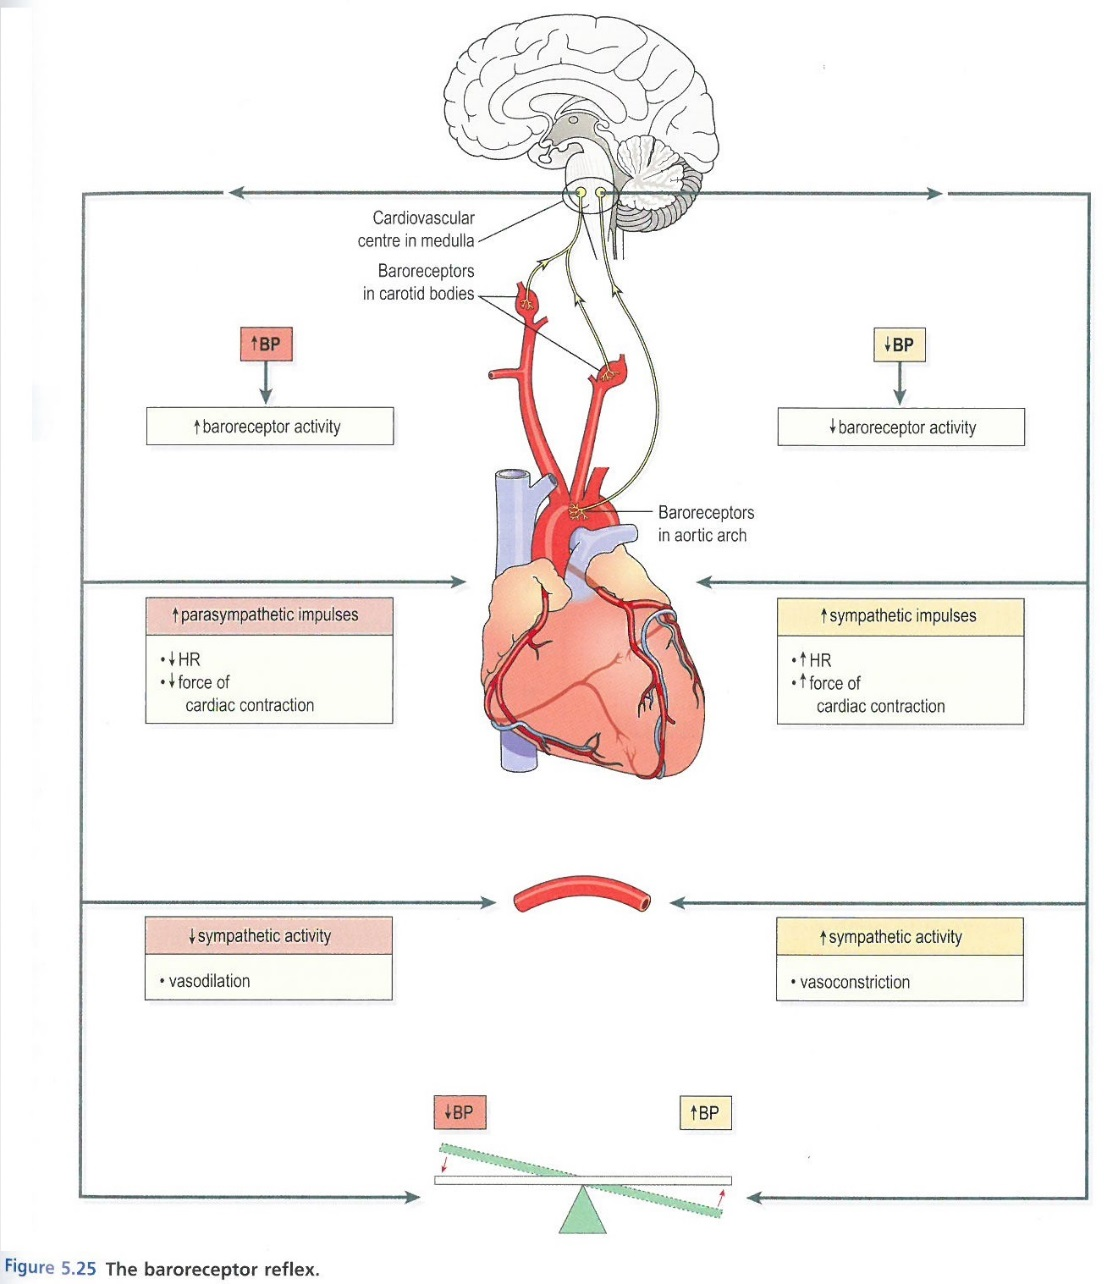 Cardiovascular
centre in medulla
Baroreceptors
in carotid bodies
↑BP
↓BP
↑baroreceptor activity
↓baroreceptor activity
Baroreceptors
in aortic arch
↑parasympathetic impulses
•↓HR
•↓force of
cardiac contraction
↑sympathetic impulses
•↑HR
•↑force of
cardiac contraction
↓sympathetic activity
• vasodilation
↑sympathetic activity
• vasoconstriction
↓BP
↑BP
Figure 5.25 The baroreceptor reflex.